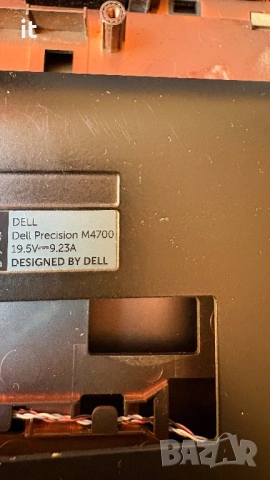 it
DELL
Dell Precision M4700
19.5V⎓9.23A
DESIGNED BY DELL
BAZAR